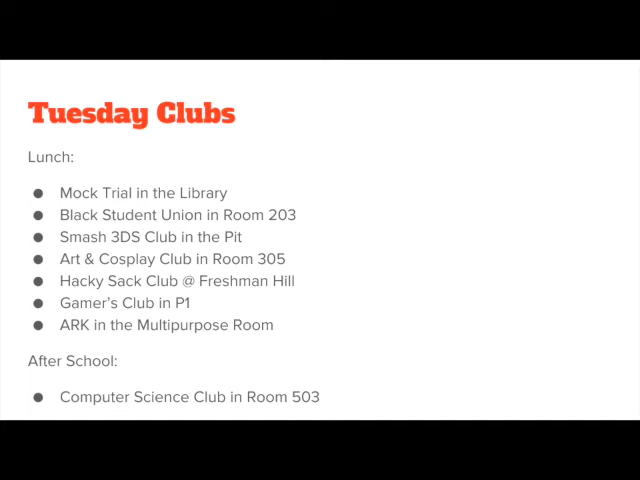 Tuesday Clubs
Lunch:
● Mock Trial in the Library
● Black Student Union in Room 203
● Smash 3DS Club in the Pit
● Art & Cosplay Club in Room 305
● Hacky Sack Club @ Freshman Hill
● Gamer's Club in P1
● ARK in the Multipurpose Room
After School:
● Computer Science Club in Room 503